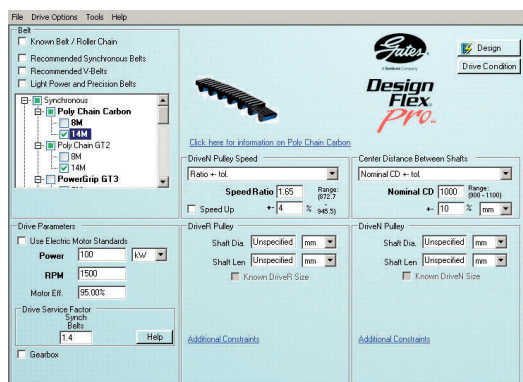 File Drive Options Tools Help
Belt
Known Belt / Roller Chain
Recommended Synchronous Belts
Recommended V-Belts
Light Power and Precision Belts
Synchronous
Poly Chain Carbon
8M
14M
Poly Chain GT2
8M
14M
PowerGrip GT3
Gates
Design
Drive Condition
Design
Flex
Pro
Click here for information on Poly Chain Carbon
DriveN Pulley Speed
Ratio +- tol.
Speed Ratio 1.65 Range: (872.7 - 945.5)
Speed Up +- 4 %
Center Distance Between Shafts
Nominal CD +- tol.
Nominal CD 1000 Range: (900 - 1100)
+- 10 % mm
Drive Parameters
Use Electric Motor Standards
Power 100 kW
RPM 1500
Motor Eff. 95.00%
Drive Service Factor
Synch
Belts
1.4 Help
Gearbox
DriveR Pulley
Shaft Dia. Unspecified mm
Shaft Len Unspecified mm
Known DriveR Size
Additional Constraints
DriveN Pulley
Shaft Dia. Unspecified mm
Shaft Len Unspecified mm
Known DriveN Size
Additional Constraints